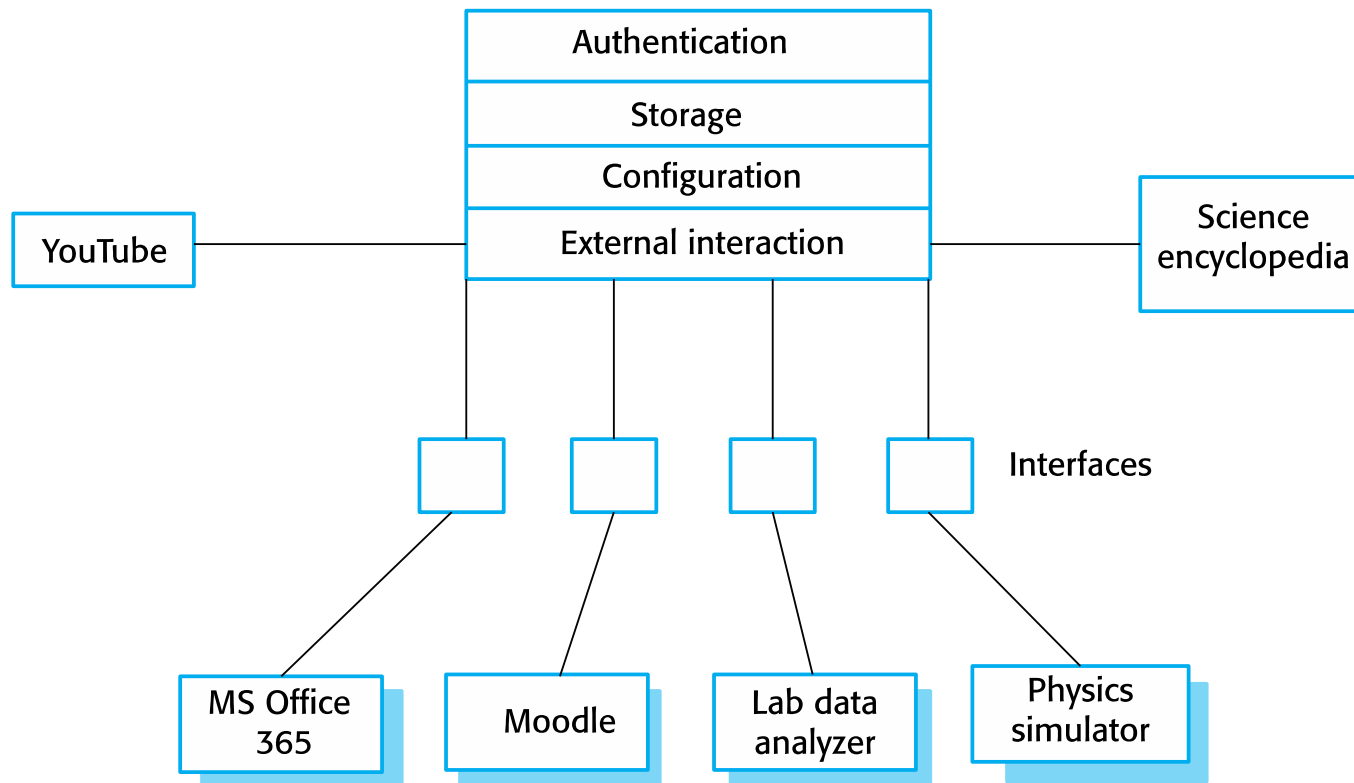 Authentication
Storage
Configuration
External interaction
YouTube
Science
encyclopedia
Interfaces
MS Office
365
Moodle
Lab data
analyzer
Physics
simulator